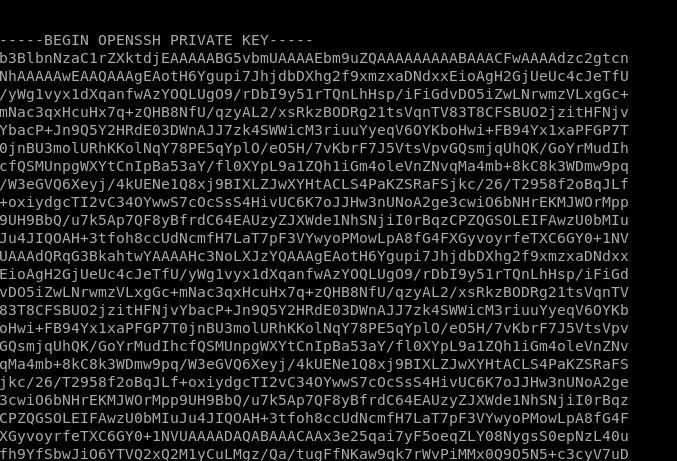 -----BEGIN OPENSSH PRIVATE KEY-----
b3BlbnNzaC1rZXktdjEAAAAABG5vbmUAAAAEbm9uZQAAAAAAAAABAAACFwAAAAdzc2gtcn
NhAAAAAwEAAQAAAgEAotH6Ygupi7JhjdbDXhg2f9xmzxaDNdxxEioAgH2GjUeUc4cJeTfU
/yWg1vyx1dXqanfwAzYOQLUgO9/rDbI9y51rTQnLhHsp/iFiGdvDO5iZwLNrwmzVLxgGc+
mNac3qxHcuHx7q+zQHB8NfU/qzyAL2/xsRkzBODRg21tsVqnTV83T8CFSBUO2jzitHFNjv
YbacP+Jn9Q5Y2HRdE03DWnAJJ7zk4SWWicM3riuuYyeqV6OYKboHwi+FB94Yx1xaPFGP7T
0jnBU3molURhKKolNqY78PE5qYplO/eO5H/7vKbrF7J5VtsVpvGQsmjqUhQK/GoYrMudIh
cfQSMUnpgWXYtCnIpBa53aY/fl0XYpL9a1ZQh1iGm4oleVnZNvqMa4mb+8kC8k3WDmw9pq
/W3eGVQ6Xeyj/4kUENe1Q8xj9BIXLZJwXYHtACLS4PaKZSRaFSjkc/26/T2958f2oBqJLf
+oxiydgcTI2vC34OYwwS7cOcSsS4HivUC6K7oJJHw3nUNoA2ge3cwiO6bNHrEKMJWOrMpp
9UH9BbQ/u7k5Ap7QF8yBfrdC64EAUzyZJXWde1NhSNjiI0rBqzCPZQGSOLEIFAwzU0bMIu
Ju4JIQOAH+3tfoh8ccUdNcmfH7LaT7pF3VYwyoPMowLpA8fG4FXGyvoyrfeTXC6GY0+1NV
UAAAdQRqG3BkahtwYAAAAHc3NoLXJzYQAAAgEAotH6Ygupi7JhjdbDXhg2f9xmzxaDNdxx
EioAgH2GjUeUc4cJeTfU/yWg1vyx1dXqanfwAzYOQLUgO9/rDbI9y51rTQnLhHsp/iFiGd
vDO5iZwLNrwmzVLxgGc+mNac3qxHcuHx7q+zQHB8NfU/qzyAL2/xsRkzBODRg21tsVqnTV
83T8CFSBUO2jzitHFNjvYbacP+Jn9Q5Y2HRdE03DWnAJJ7zk4SWWicM3riuuYyeqV6OYKb
oHwi+FB94Yx1xaPFGP7T0jnBU3molURhKKolNqY78PE5qYplO/eO5H/7vKbrF7J5VtsVpv
GQsmjqUhQK/GoYrMudIhcfQSMUnpgWXYtCnIpBa53aY/fl0XYpL9a1ZQh1iGm4oleVnZNv
qMa4mb+8kC8k3WDmw9pq/W3eGVQ6Xeyj/4kUENe1Q8xj9BIXLZJwXYHtACLS4PaKZSRaFS
jkc/26/T2958f2oBqJLf+oxiydgcTI2vC34OYwwS7cOcSsS4HivUC6K7oJJHw3nUNoA2ge
3cwiO6bNHrEKMJWOrMpp9UH9BbQ/u7k5Ap7QF8yBfrdC64EAUzyZJXWde1NhSNjiI0rBqz
CPZQGSOLEIFAwzU0bMIuJu4JIQOAH+3tfoh8ccUdNcmfH7LaT7pF3VYwyoPMowLpA8fG4F
XGyvoyrfeTXC6GY0+1NVUAAAADAQABAAACAAx3e25qai7yF5oeqZLY08NygsS0epNzL40u
fh9YfSbwJiO6YTVQ2xQ2M1yCuLMgz/Qa/tugFfNKaw9qk7rWvPiMMx0Q9O5N5+c3cyV7uD